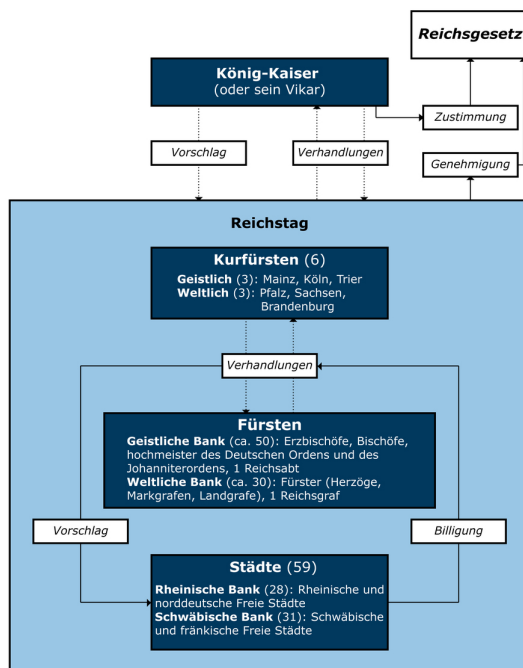 Reichsgesetz
König-Kaiser
(oder sein Vikar)
Zustimmung
Vorschlag
Verhandlungen
Genehmigung
Reichstag
Kurfürsten (6)
Geistlich (3): Mainz, Köln, Trier
Weltlich (3): Pfalz, Sachsen,
Brandenburg
Verhandlungen
Fürsten
Geistliche Bank (ca. 50): Erzbischöfe, Bischöfe,
hochmeister des Deutschen Ordens und des
Johanniterordens, 1 Reichsabt
Weltliche Bank (ca. 30): Fürster (Herzöge,
Markgrafen, Landgrafe), 1 Reichsgraf
Vorschlag
Billigung
Städte (59)
Rheinische Bank (28): Rheinische und
norddeutsche Freie Städte
Schwäbische Bank (31): Schwäbische
und fränkische Freie Städte